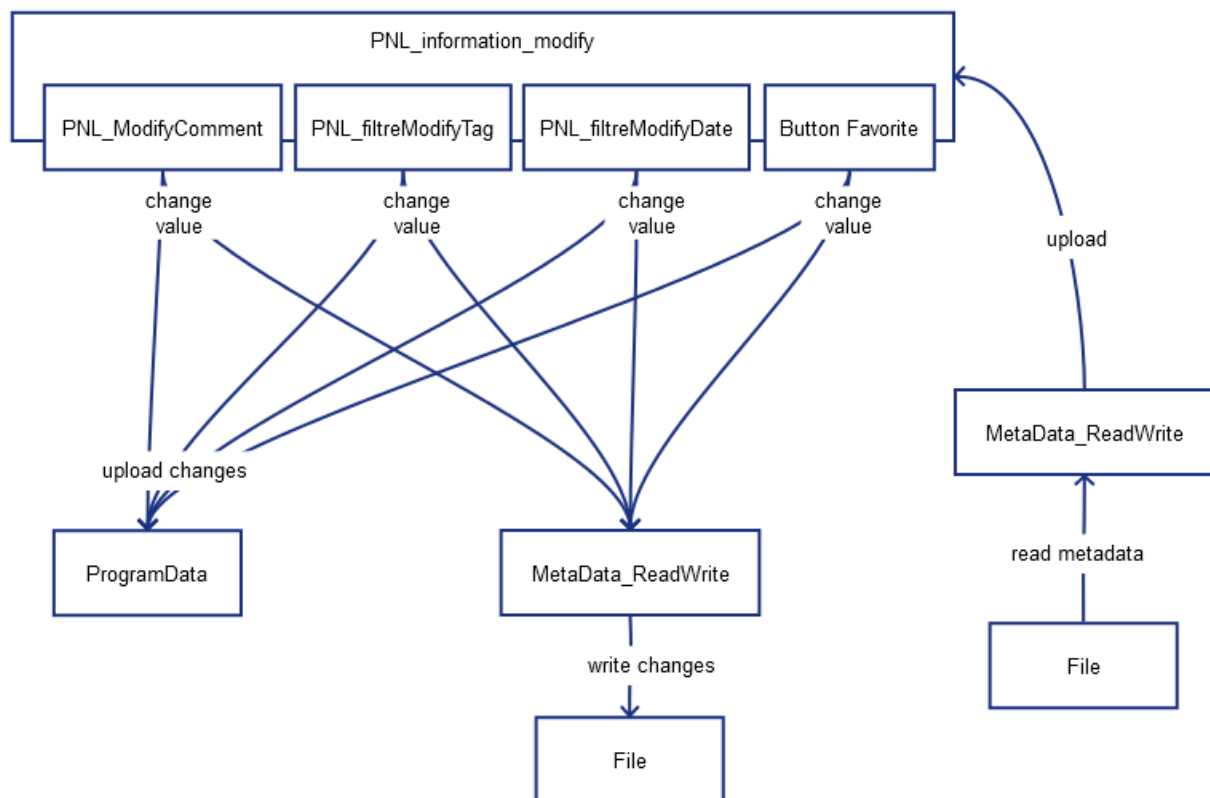 PNL_information_modify
PNL_ModifyComment
PNL_filtreModifyTag
PNL_filtreModifyDate
Button Favorite
change
value
change
value
change
value
change
value
upload
MetaData_ReadWrite
upload changes
read metadata
ProgramData
MetaData_ReadWrite
write changes
File
File